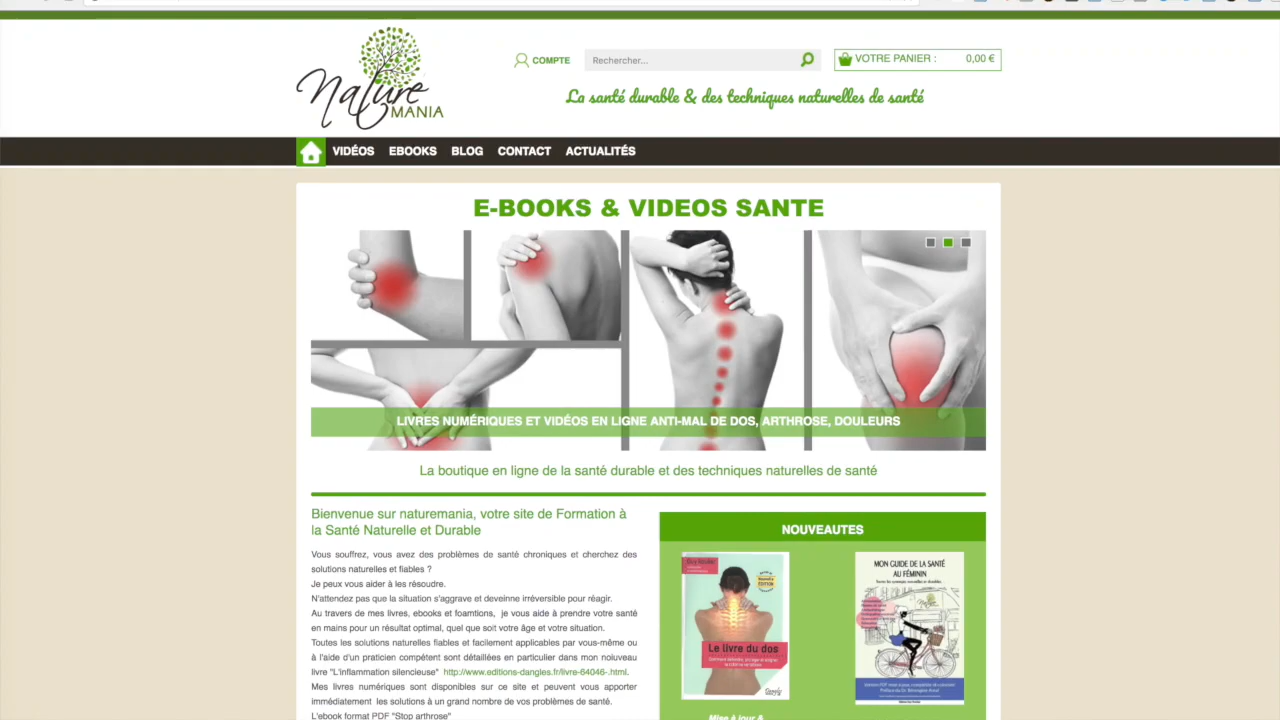 Nature
MANIA
COMPTE
Rechercher...
VOTRE PANIER : 0,00 €
La santé durable & des techniques naturelles de santé
VIDÉOS EBOOKS BLOG CONTACT ACTUALITÉS
E-BOOKS & VIDEOS SANTE
LIVRES NUMÉRIQUES ET VIDÉOS EN LIGNE ANTI-MAL DE DOS, ARTHROSE, DOULEURS
La boutique en ligne de la santé durable et des techniques naturelles de santé
Bienvenue sur naturemania, votre site de Formation à
la Santé Naturelle et Durable
Vous souffrez, vous avez des problèmes de santé chroniques et cherchez des
solutions naturelles et fiables ?
Je peux vous aider à les résoudre.
N'attendez pas que la situation s'aggrave et deveinne irréversible pour réagir.
Au travers de mes livres, ebooks et foamtions, je vous aide à prendre votre santé
en mains pour un résultat optimal, quel que soit votre âge et votre situation.
Toutes les solutions naturelles fiables et facilement applicables par vous-même ou
à l'aide d'un praticien compétent sont détaillées en particulier dans mon noiuveau
livre "L'inflammation silencieuse" http://www.editions-dangles.fr/livre-64046-.html.
Mes livres numériques sont disponibles sur ce site et peuvent vous apporter
immédiatement les solutions à un grand nombre de vos problèmes de santé.
L'ebook format PDF "Stop arthrose"
NOUVEAUTES
EDITION
Le livre du dos
Dangles
MON GUIDE DE LA SANTÉ
AU FÉMININ
Mise à jour &